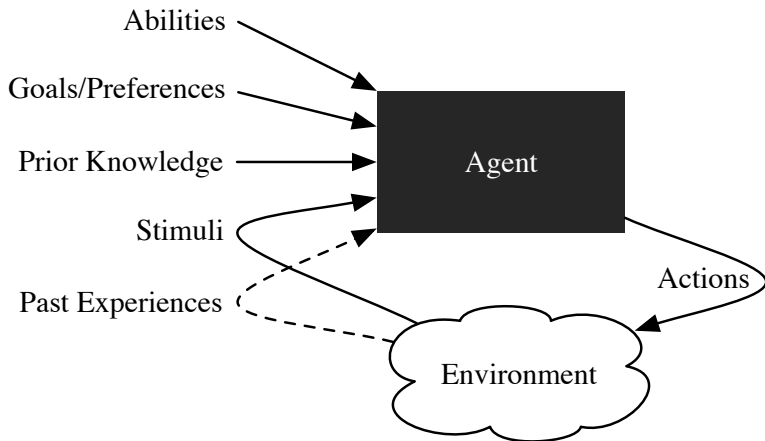 Abilities
Goals/Preferences
Prior Knowledge
Agent
Stimuli
Past Experiences
Actions
Environment